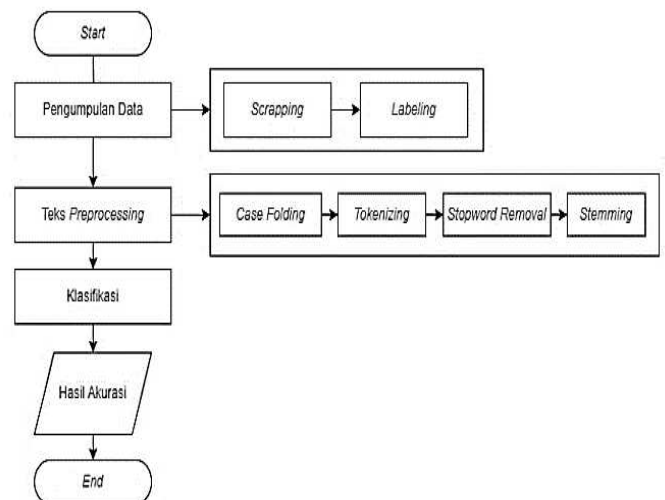 Start
Pengumpulan Data
Scrapping
Labeling
Teks Preprocessing
Case Folding
Tokenizing
Stopword Removal
Stemming
Klasifikasi
Hasil Akurasi
End